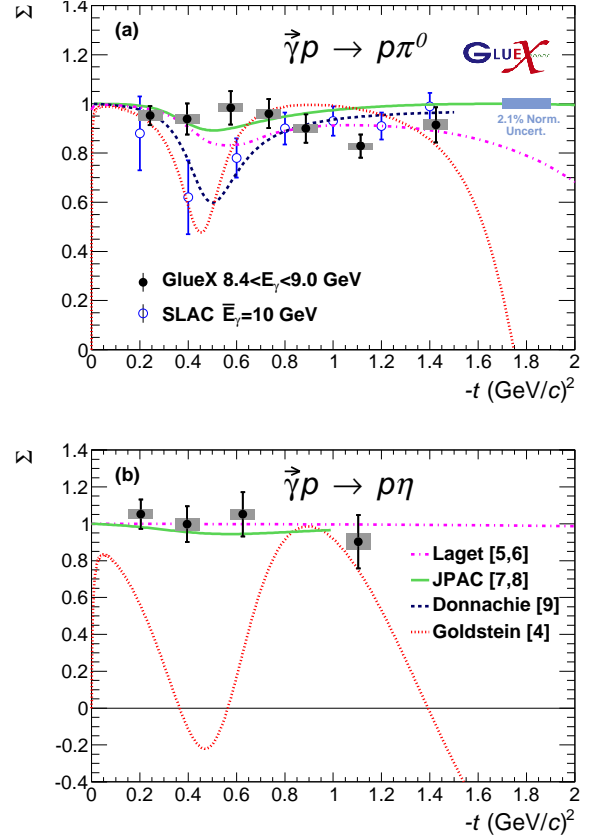 Σ
(a)
γ⃗p → pπ⁰
GLUEX
2.1% Norm.
Uncert.
GlueX 8.4<E_γ<9.0 GeV
SLAC E̅_γ=10 GeV
1.4
1.2
1
0.8
0.6
0.4
0.2
0
0 0.2 0.4 0.6 0.8 1 1.2 1.4 1.6 1.8 2
-t (GeV/c)²
Σ
(b)
γ⃗p → pη
Laget [5,6]
JPAC [7,8]
Donnachie [9]
Goldstein [4]
1.4
1.2
1
0.8
0.6
0.4
0.2
0
-0.2
-0.4
0 0.2 0.4 0.6 0.8 1 1.2 1.4 1.6 1.8 2
-t (GeV/c)²